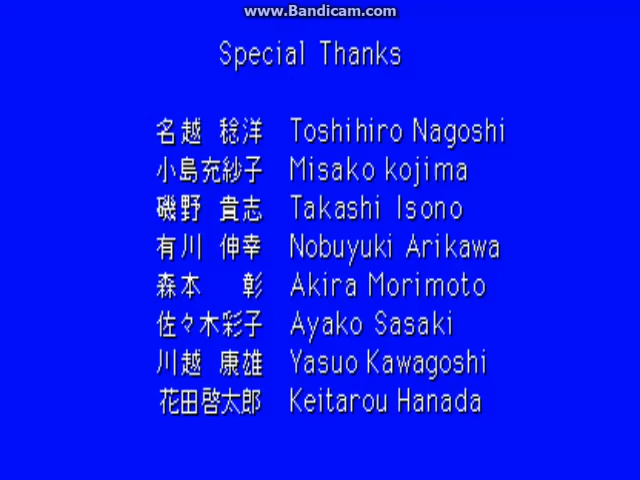 www.Bandicam.com
Special Thanks
名越 稔洋 Toshihiro Nagoshi
小島充紗子 Misako kojima
磯野 貴志 Takashi Isono
有川 伸幸 Nobuyuki Arikawa
森本 彰 Akira Morimoto
佐々木彩子 Ayako Sasaki
川越 康雄 Yasuo Kawagoshi
花田啓太郎 Keitarou Hanada